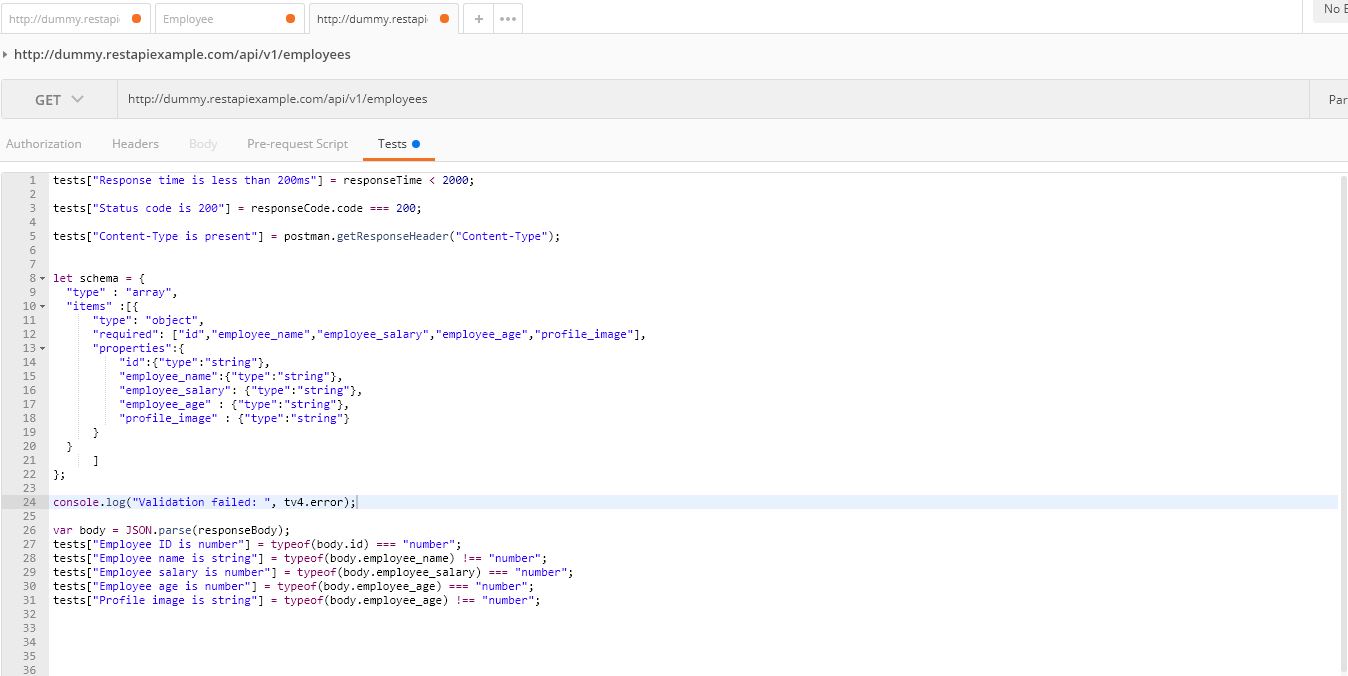 http://dummy.restapi
Employee
http://dummy.restapi
+
•••
No E
http://dummy.restapiexample.com/api/v1/employees
GET
http://dummy.restapiexample.com/api/v1/employees
Par
Authorization
Headers
Body
Pre-request Script
Tests
1 tests["Response time is less than 200ms"] = responseTime < 2000;
2
3 tests["Status code is 200"] = responseCode.code === 200;
4
5 tests["Content-Type is present"] = postman.getResponseHeader("Content-Type");
6
7
8 let schema = {
9 "type" : "array",
10 "items" :[{
11 "type": "object",
12 "required": ["id","employee_name","employee_salary","employee_age","profile_image"],
13 "properties":{
14 "id":{"type":"string"},
15 "employee_name":{"type":"string"},
16 "employee_salary": {"type":"string"},
17 "employee_age" : {"type":"string"},
18 "profile_image" : {"type":"string"}
19 }
20 }
21 ]
22 };
23
24 console.log("Validation failed: ", tv4.error);
25
26 var body = JSON.parse(responseBody);
27 tests["Employee ID is number"] = typeof(body.id) === "number";
28 tests["Employee name is string"] = typeof(body.employee_name) !== "number";
29 tests["Employee salary is number"] = typeof(body.employee_salary) === "number";
30 tests["Employee age is number"] = typeof(body.employee_age) === "number";
31 tests["Profile image is string"] = typeof(body.employee_age) !== "number";
32
33
34
35
36